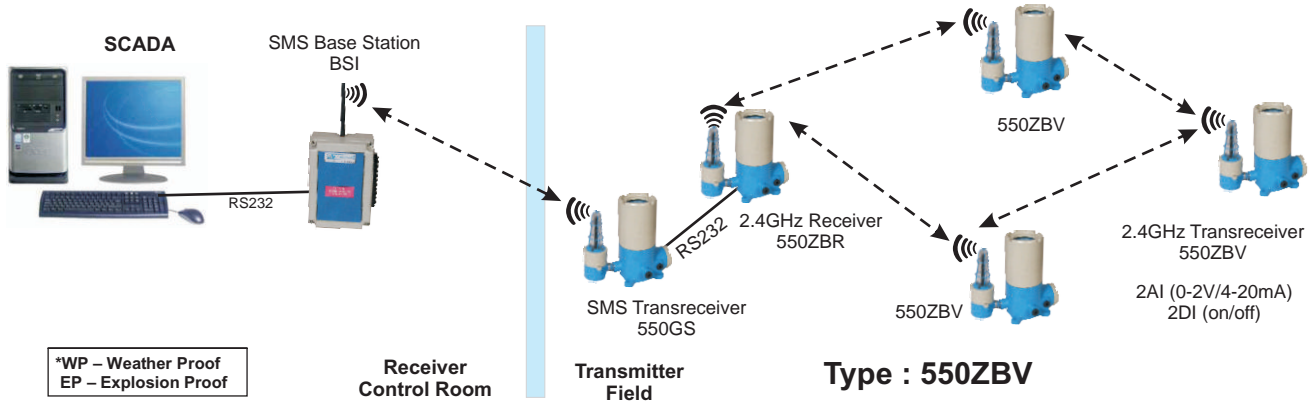 SCADA
SMS Base Station
BSI
RS232
550ZBV
2.4GHz Receiver
550ZBR
RS232
SMS Transreceiver
550GS
550ZBV
2.4GHz Transreceiver
550ZBV
2AI (0-2V/4-20mA)
2DI (on/off)
*WP – Weather Proof
EP – Explosion Proof
Receiver
Control Room
Transmitter
Field
Type : 550ZBV